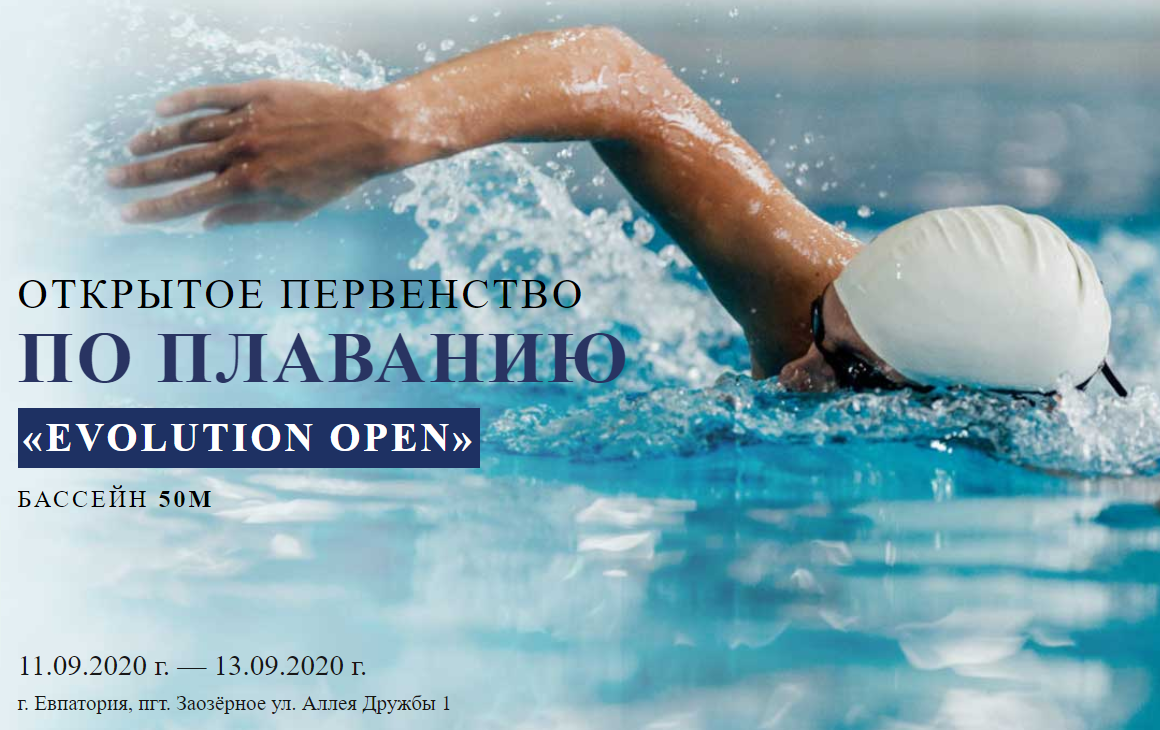 ОТКРЫТОЕ ПЕРВЕНСТВО
ПО ПЛАВАНИЮ
«EVOLUTION OPEN»
БАССЕЙН 50М
11.09.2020 г. — 13.09.2020 г.
г. Евпатория, пгт. Заозёрное ул. Аллея Дружбы 1